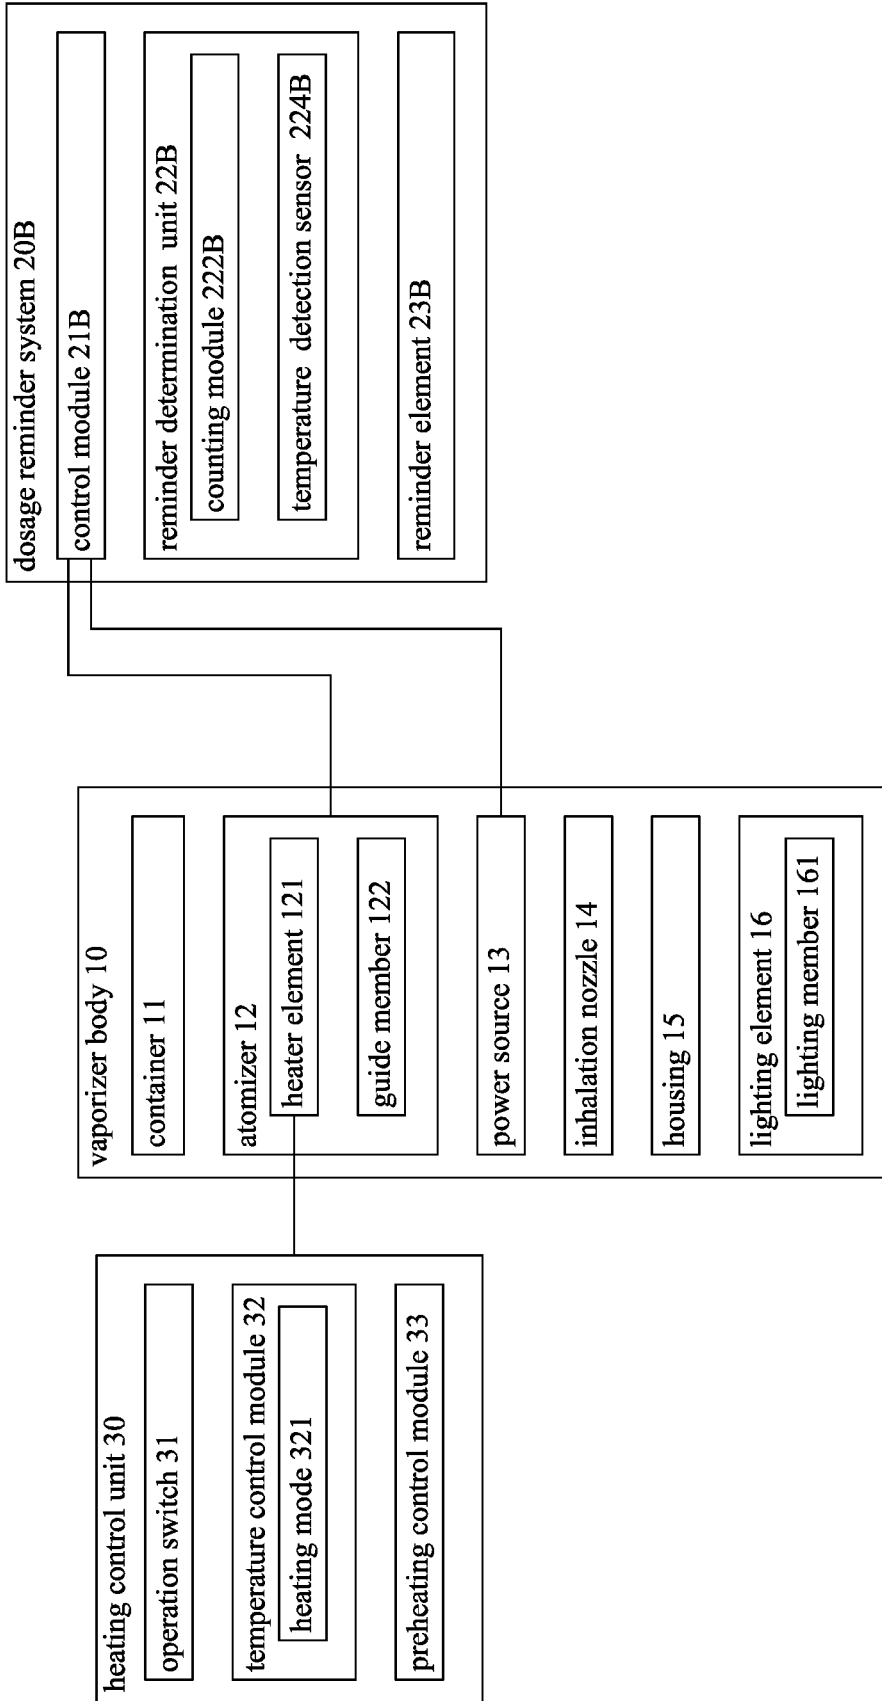 heating control unit 30
operation switch 31
temperature control module 32
heating mode 321
preheating control module 33
vaporizer body 10
container 11
atomizer 12
heater element 121
guide member 122
power source 13
inhalation nozzle 14
housing 15
lighting element 16
lighting member 161
dosage reminder system 20B
control module 21B
reminder determination unit 22B
counting module 222B
temperature detection sensor 224B
reminder element 23B